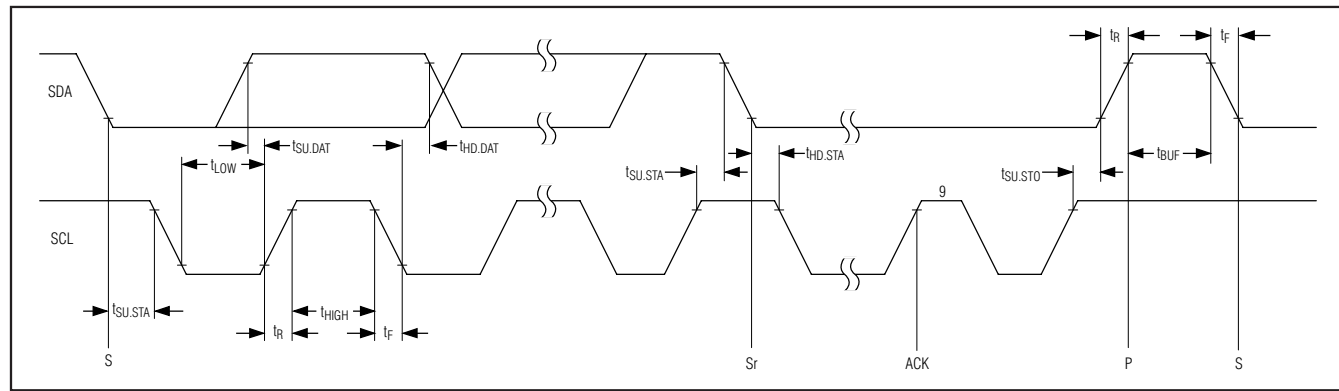 tR
tF
SDA
tSU.DAT
tHD.DAT
tLOW
tSU.STA
tHD.STA
tSU.STO
tBUF
9
SCL
tSU.STA
tR
tHIGH
tF
S
Sr
ACK
P
S